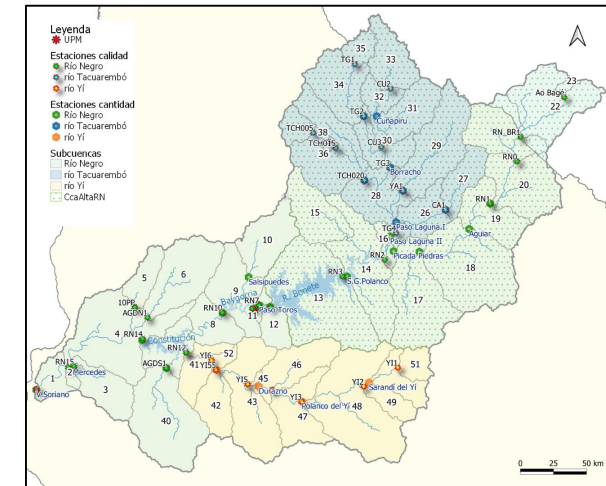 Leyenda
UPM
Estaciones calidad
Río Negro
río Tacuarembó
río Yí
Estaciones cantidad
Río Negro
río Tacuarembó
río Yí
Subcuencas
Río Negro
río Tacuarembó
río Yí
CcaAltaRN
35
TG1
33
34
CU2
32
23
Ao Bagé
22
TG2
Cuñapiru
31
TCH005
38
RN_BR1
TCH015
CU3
30
29
36
TG3
Borracho
RN0
TCH020
28
YA1
27
20
15
26
CA1
RN1
19
Paso Laguna I
TG4
16
Paso Laguna II
Aguiar
10
RN2
Picada Piedras
18
5
6
Salsipuedes
RN3
14
S.G.Polanco
9
R. Bonete
13
17
10PP
Baygorria
RN7
AGDN1
RN10
Paso Toros
11
12
4
Constitución
8
RN14
RN12
YI6
52
RN15
41
YI5S
46
YI1
51
1
2
Mercedes
AGDS1
45
YI5
Durazno
YI2
Sarandi del Yí
V.Soriano
3
42
43
YI3
Polanco del Yí
48
49
47
40
0 25 50 km